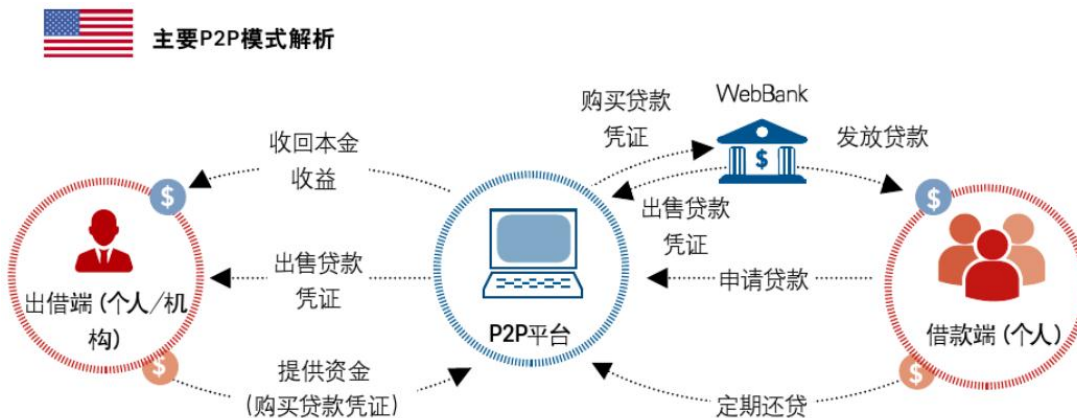 主要P2P模式解析
收回本金
收益
出售贷款
凭证
提供资金
(购买贷款凭证)
出借端(个人/机
构)
$
$
P2P平台
购买贷款
凭证
WebBank
$
发放贷款
出售贷款
凭证
申请贷款
定期还贷
$
借款端(个人)
$